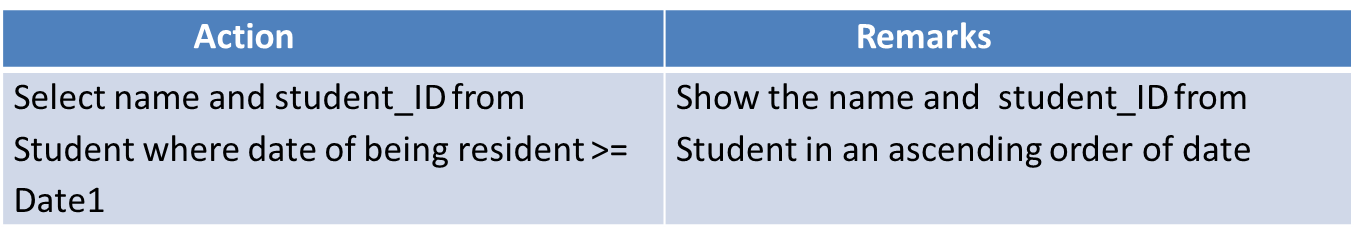 Action
Remarks
Select name and student_ID from
Student where date of being resident >=
Date1
Show the name and student_ID from
Student in an ascending order of date